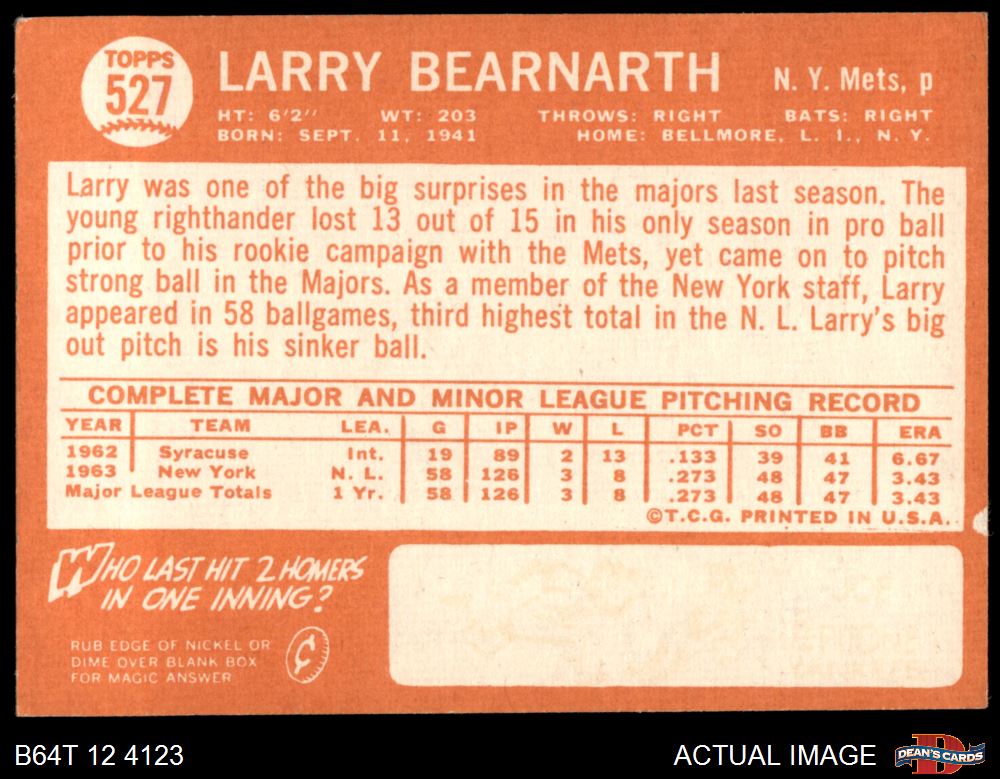 TOPPS
527
LARRY BEARNARTH N. Y. Mets, p
HT: 6'2" WT: 203 THROWS: RIGHT BATS: RIGHT
BORN: SEPT. 11, 1941 HOME: BELLMORE, L. I., N. Y.
Larry was one of the big surprises in the majors last season. The
young righthander lost 13 out of 15 in his only season in pro ball
prior to his rookie campaign with the Mets, yet came on to pitch
strong ball in the Majors. As a member of the New York staff, Larry
appeared in 58 ballgames, third highest total in the N. L. Larry's big
out pitch is his sinker ball.
COMPLETE MAJOR AND MINOR LEAGUE PITCHING RECORD
YEAR TEAM LEA. G IP W L PCT SO BB ERA
1962 Syracuse Int. 19 89 2 13 .133 39 41 6.67
1963 New York N. L. 58 126 3 8 .273 48 47 3.43
Major League Totals 1 Yr. 58 126 3 8 .273 48 47 3.43
©T.C.G. PRINTED IN U.S.A.
WHO LAST HIT 2 HOMERS
IN ONE INNING?
RUB EDGE OF NICKEL OR
DIME OVER BLANK BOX
FOR MAGIC ANSWER
¢
B64T 12 4123 ACTUAL IMAGE
DEAN'S CARDS